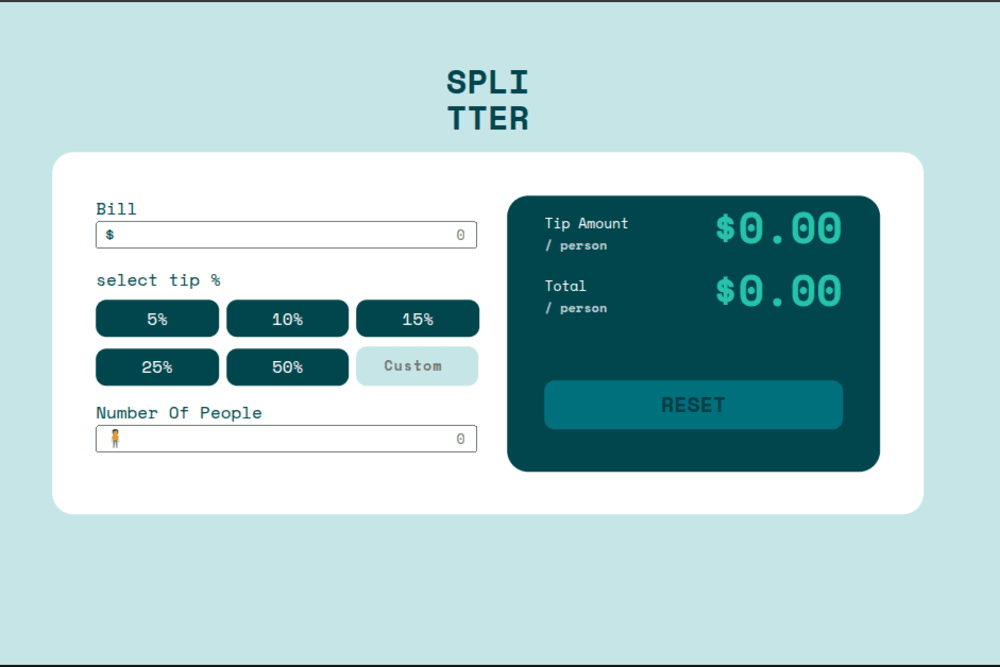 SPLI
TTER
Bill
$ 0
select tip %
5% 10% 15%
25% 50% Custom
Number Of People
0
Tip Amount $0.00
/ person
Total $0.00
/ person
RESET